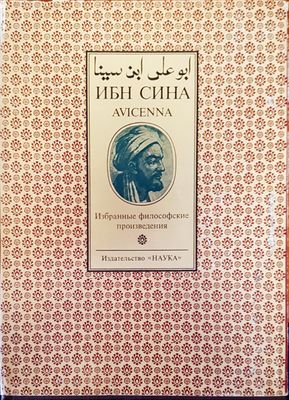 ابو علی ابن سینا
ИБН СИНА
AVICENNA
Избранные философские
произведения
Издательство «НАУКА»